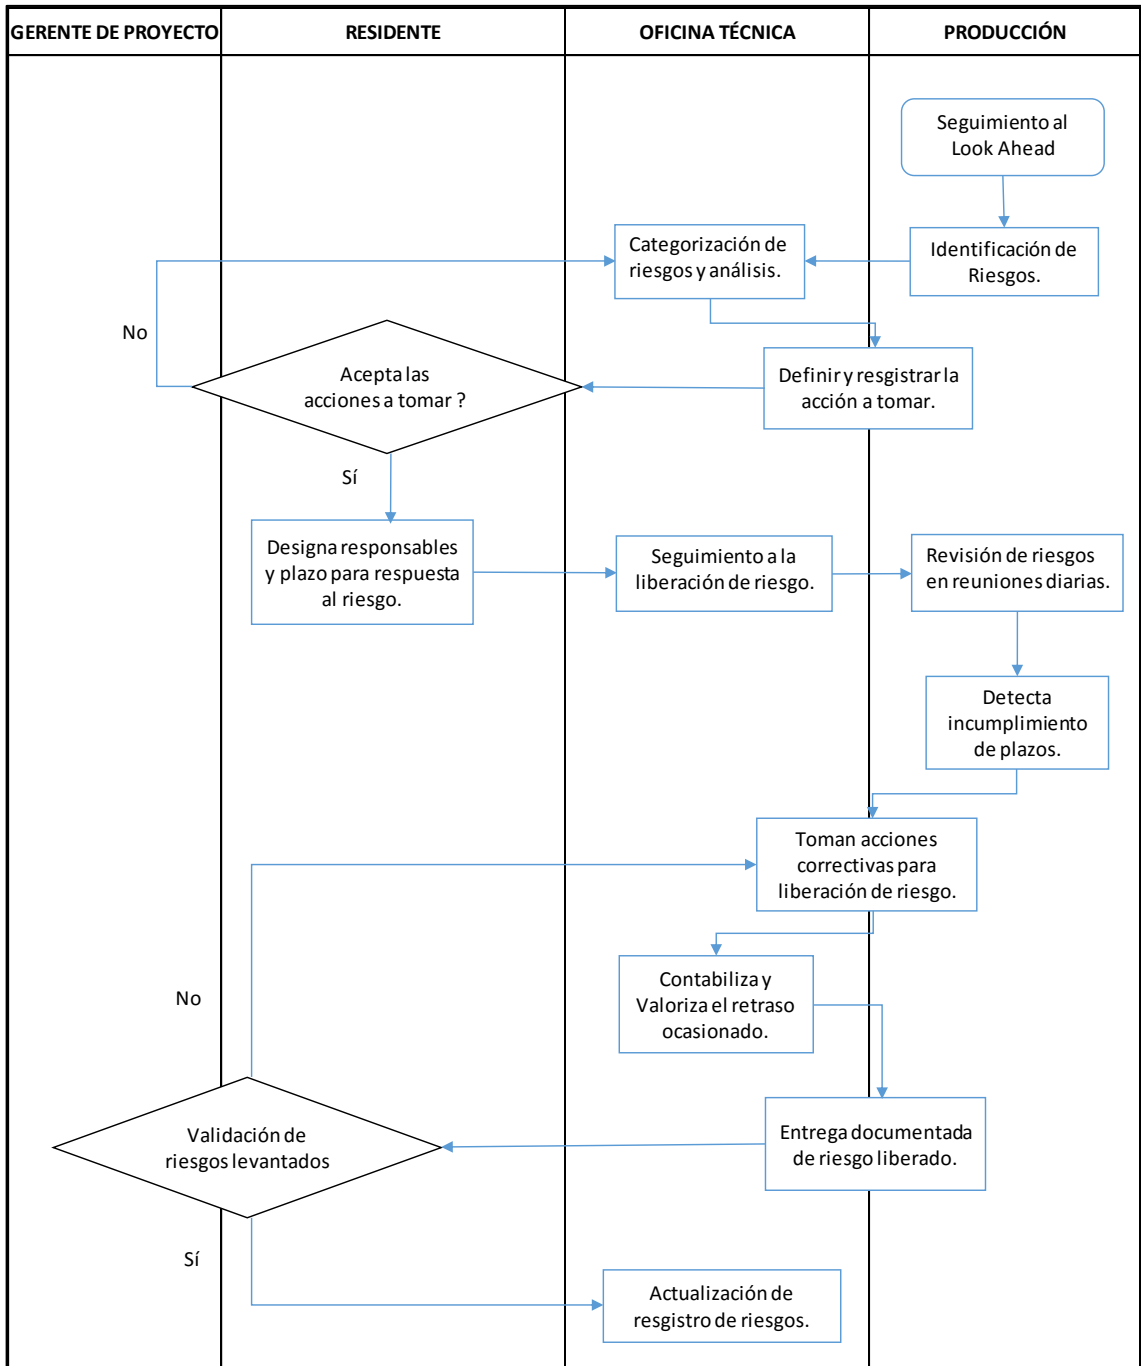 GERENTE DE PROYECTO
RESIDENTE
OFICINA TÉCNICA
PRODUCCIÓN
Seguimiento al
Look Ahead
Identificación de
Riesgos.
Categorización de
riesgos y análisis.
Definir y resgistrar la
acción a tomar.
No
Acepta las
acciones a tomar ?
Sí
Designa responsables
y plazo para respuesta
al riesgo.
Seguimiento a la
liberación de riesgo.
Revisión de riesgos
en reuniones diarias.
Detecta
incumplimiento
de plazos.
Toman acciones
correctivas para
liberación de riesgo.
Contabiliza y
Valoriza el retraso
ocasionado.
Entrega documentada
de riesgo liberado.
No
Validación de
riesgos levantados
Sí
Actualización de
resgistro de riesgos.